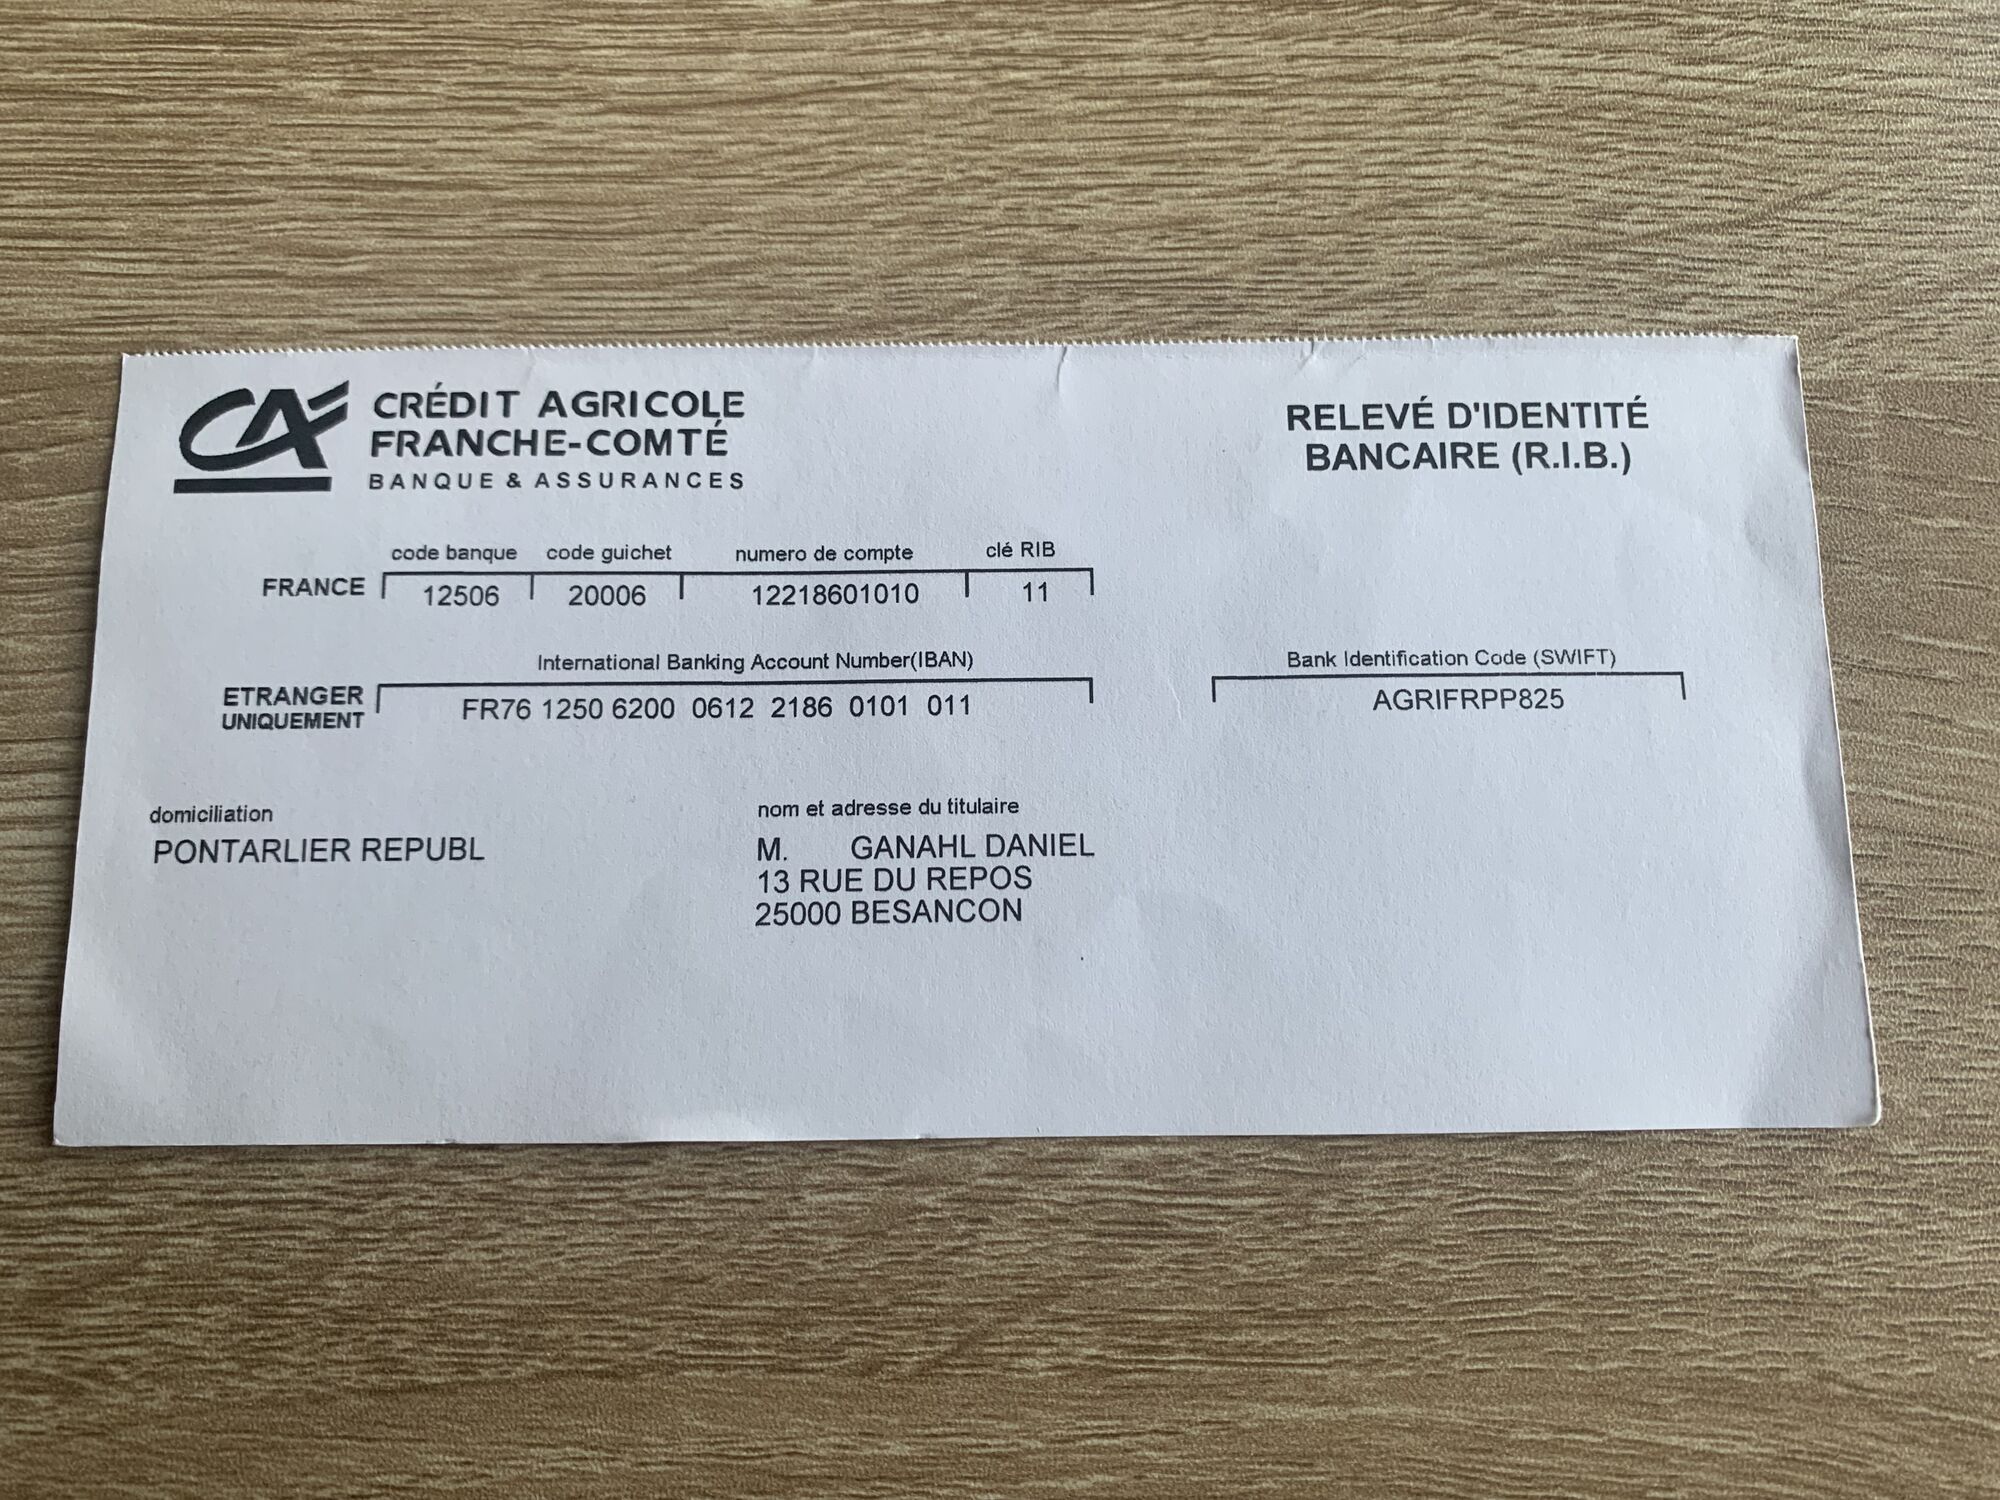 CA
CRÉDIT AGRICOLE
FRANCHE-COMTÉ
BANQUE & ASSURANCES
RELEVÉ D'IDENTITÉ
BANCAIRE (R.I.B.)
code banque code guichet numero de compte clé RIB
FRANCE 12506 20006 12218601010 11
International Banking Account Number(IBAN) Bank Identification Code (SWIFT)
ETRANGER
UNIQUEMENT
FR76 1250 6200 0612 2186 0101 011 AGRIFRPP825
domiciliation
PONTARLIER REPUBL
nom et adresse du titulaire
M. GANAHL DANIEL
13 RUE DU REPOS
25000 BESANCON